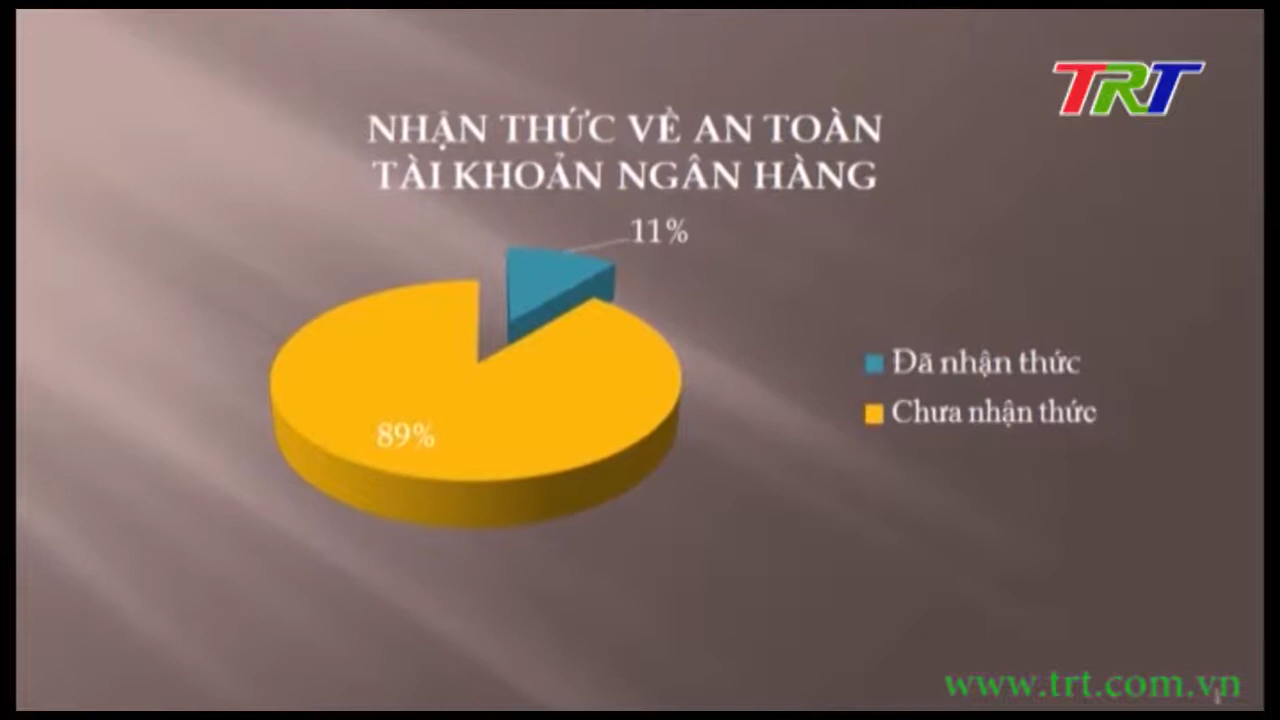 TRT
NHẬN THỨC VỀ AN TOÀN
TÀI KHOẢN NGÂN HÀNG
11%
89%
Đã nhận thức
Chưa nhận thức
www.trt.com.vn
1